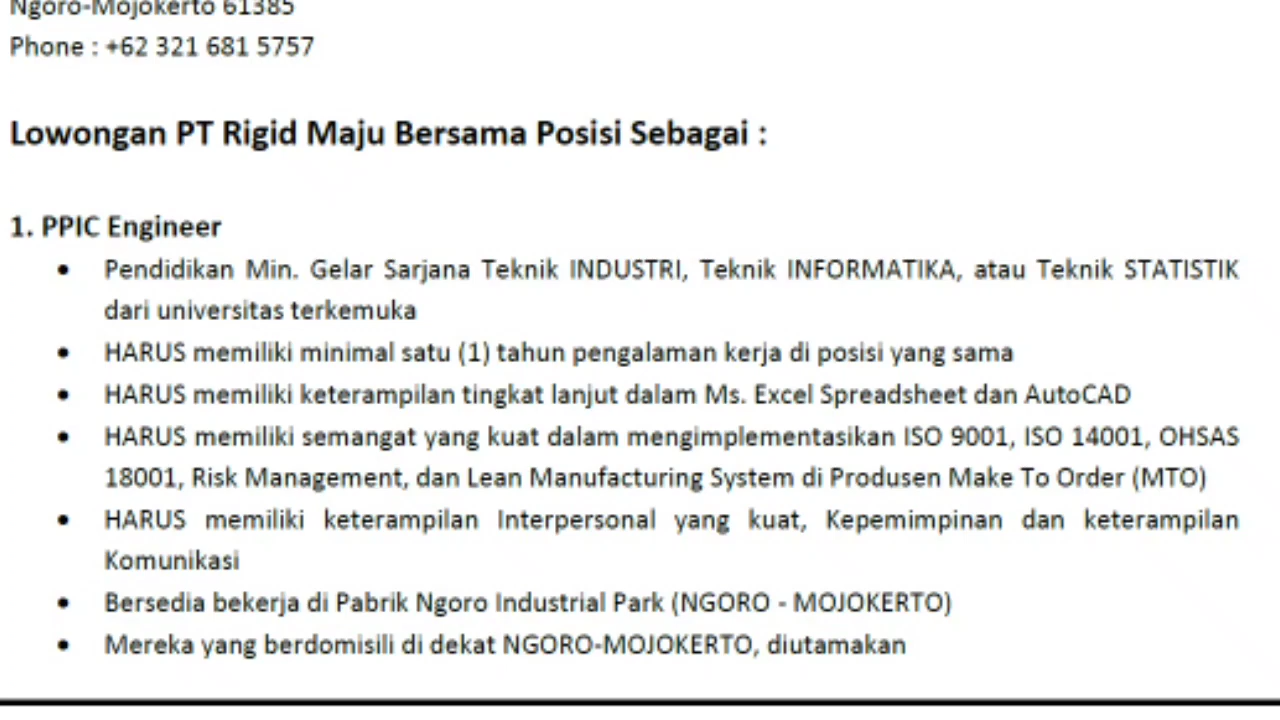 Ngoro-Mojokerto 61385
Phone : +62 321 681 5757
Lowongan PT Rigid Maju Bersama Posisi Sebagai :
1. PPIC Engineer
• Pendidikan Min. Gelar Sarjana Teknik INDUSTRI, Teknik INFORMATIKA, atau Teknik STATISTIK
dari universitas terkemuka
• HARUS memiliki minimal satu (1) tahun pengalaman kerja di posisi yang sama
• HARUS memiliki keterampilan tingkat lanjut dalam Ms. Excel Spreadsheet dan AutoCAD
• HARUS memiliki semangat yang kuat dalam mengimplementasikan ISO 9001, ISO 14001, OHSAS
18001, Risk Management, dan Lean Manufacturing System di Produsen Make To Order (MTO)
• HARUS memiliki keterampilan Interpersonal yang kuat, Kepemimpinan dan keterampilan
Komunikasi
• Bersedia bekerja di Pabrik Ngoro Industrial Park (NGORO - MOJOKERTO)
• Mereka yang berdomisili di dekat NGORO-MOJOKERTO, diutamakan